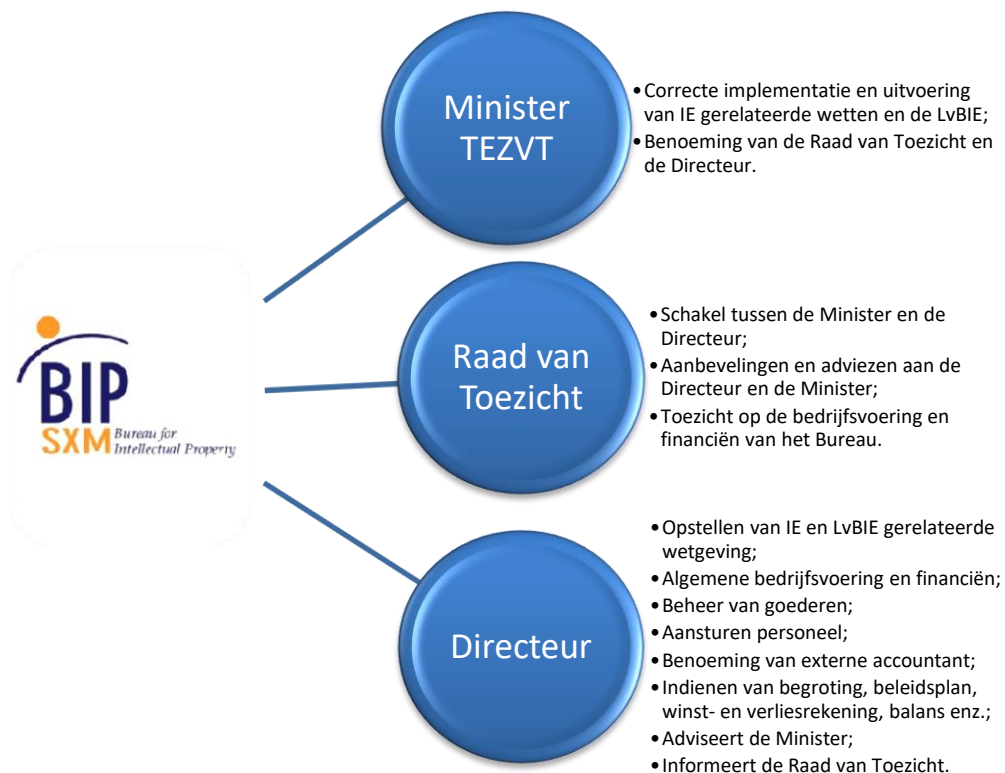 Minister
TEZVT
•Correcte implementatie en uitvoering
van IE gerelateerde wetten en de LvBIE;
•Benoeming van de Raad van Toezicht en
de Directeur.
BIP
SXM Bureau for
Intellectual Property
Raad van
Toezicht
•Schakel tussen de Minister en de
Directeur;
•Aanbevelingen en adviezen aan de
Directeur en de Minister;
•Toezicht op de bedrijfsvoering en
financiën van het Bureau.
Directeur
•Opstellen van IE en LvBIE gerelateerde
wetgeving;
•Algemene bedrijfsvoering en financiën;
•Beheer van goederen;
•Aansturen personeel;
•Benoeming van externe accountant;
•Indienen van begroting, beleidsplan,
winst- en verliesrekening, balans enz.;
•Adviseert de Minister;
•Informeert de Raad van Toezicht.